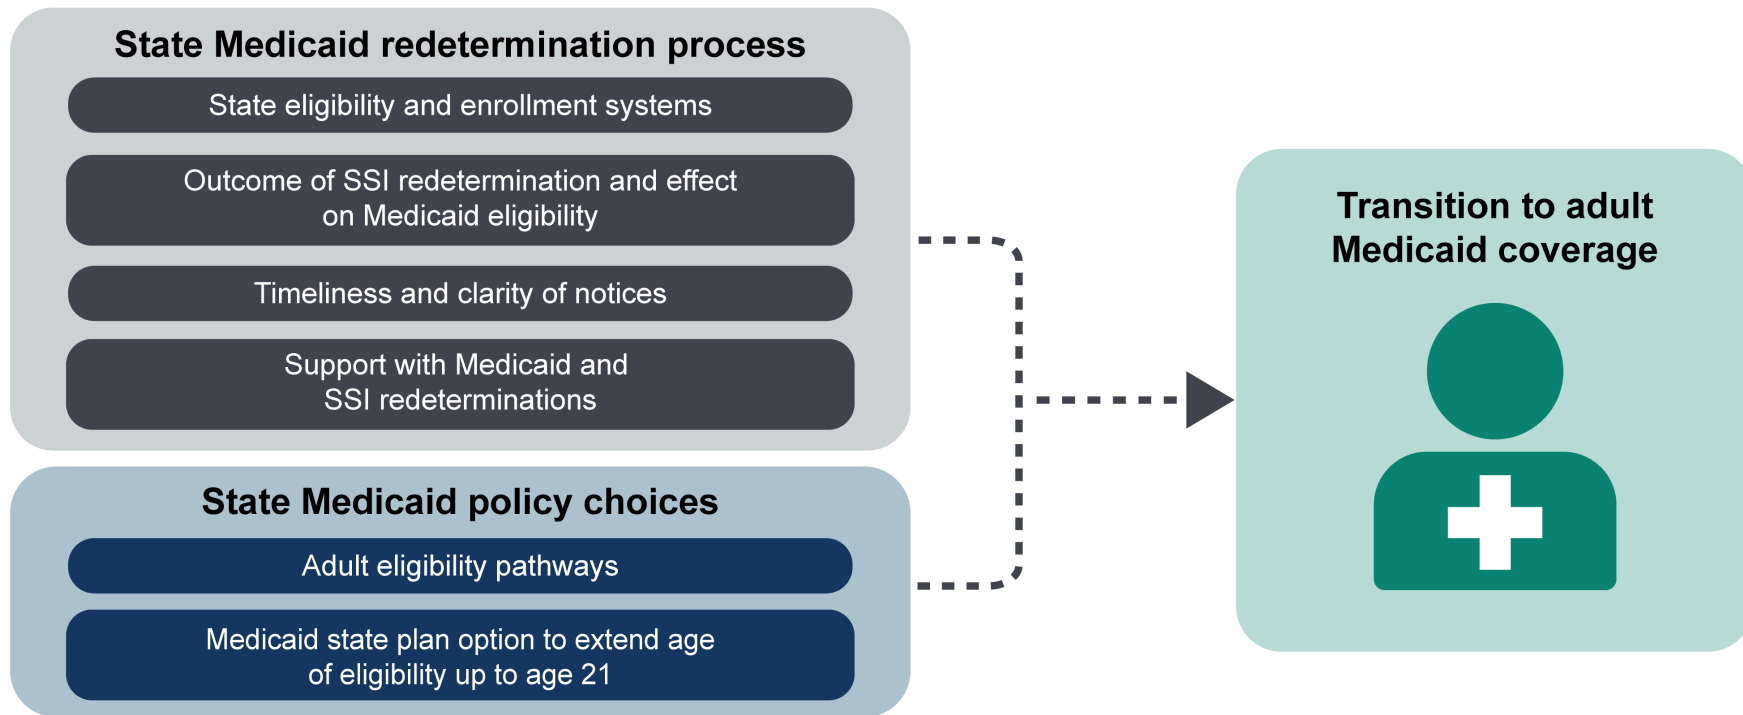 State Medicaid redetermination process
State eligibility and enrollment systems
Outcome of SSI redetermination and effect
on Medicaid eligibility
Timeliness and clarity of notices
Support with Medicaid and
SSI redeterminations
State Medicaid policy choices
Adult eligibility pathways
Medicaid state plan option to extend age
of eligibility up to age 21
Transition to adult
Medicaid coverage